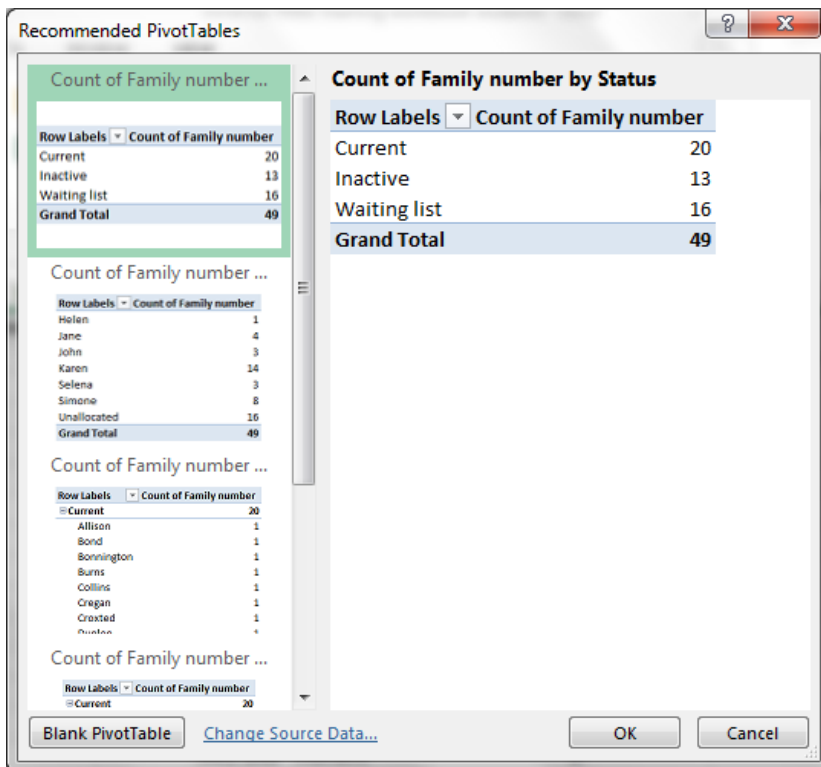 Recommended PivotTables
Count of Family number ...
Row Labels Count of Family number
Current 20
Inactive 13
Waiting list 16
Grand Total 49
Count of Family number ...
Row Labels Count of Family number
Helen 1
Jane 4
John 3
Karen 14
Selena 3
Simone 8
Unallocated 16
Grand Total 49
Count of Family number ...
Row Labels Count of Family number
Current 20
Allison 1
Bond 1
Bonnington 1
Burns 1
Collins 1
Cregan 1
Croxted 1
Count of Family number ...
Row Labels Count of Family number
Current 20
Count of Family number by Status
Row Labels Count of Family number
Current 20
Inactive 13
Waiting list 16
Grand Total 49
Blank PivotTable Change Source Data... OK Cancel